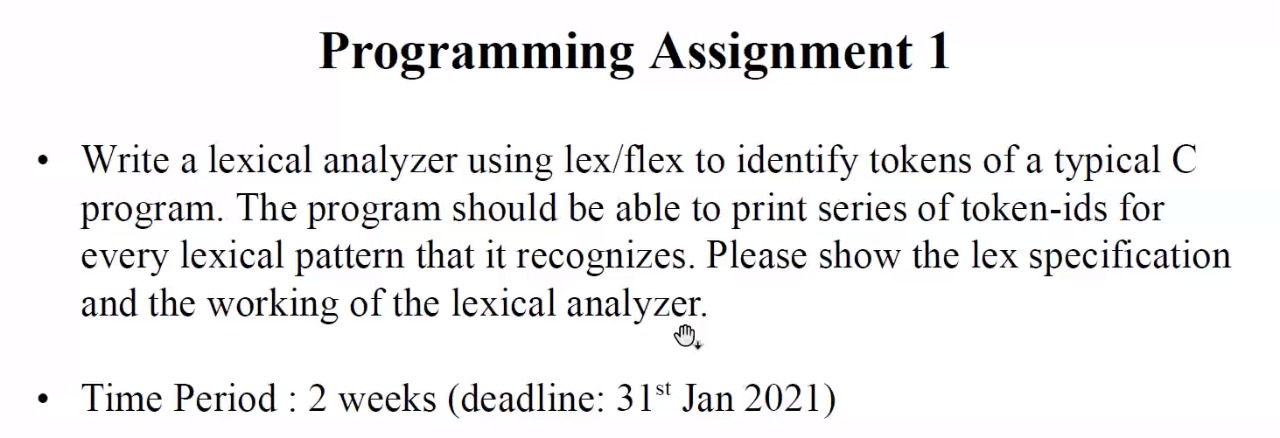 Programming Assignment 1
• Write a lexical analyzer using lex/flex to identify tokens of a typical C
program. The program should be able to print series of token-ids for
every lexical pattern that it recognizes. Please show the lex specification
and the working of the lexical analyzer.
• Time Period : 2 weeks (deadline: 31st Jan 2021)